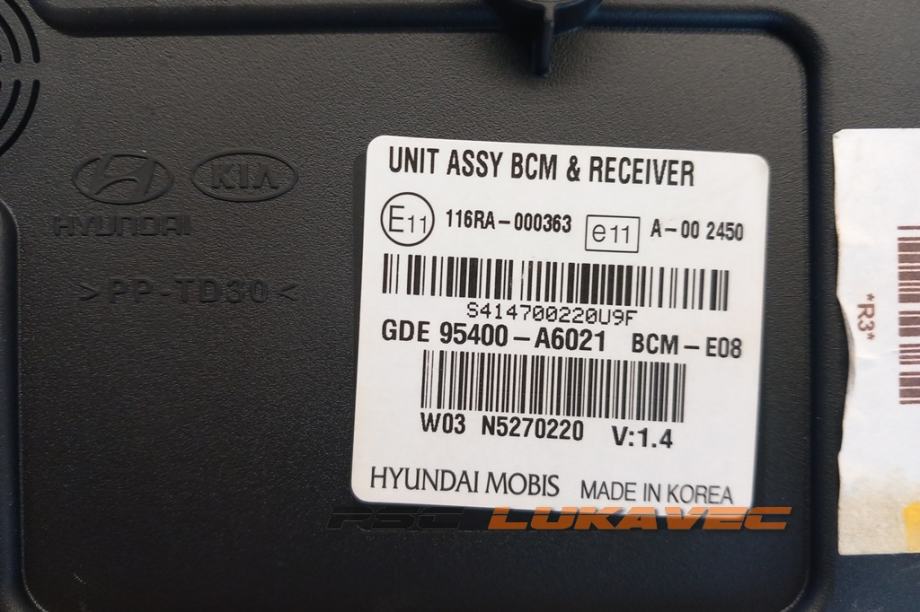 HYUNDAI
KIA
>PP-TD30<
UNIT ASSY BCM & RECEIVER
E11 116RA-000363 e11 A-00 2450
S414700220U9F
GDE 95400-A6021 BCM-E08
W03 N5270220 V:1.4
HYUNDAI MOBIS MADE IN KOREA
*R3*
PSC LUKAVEC